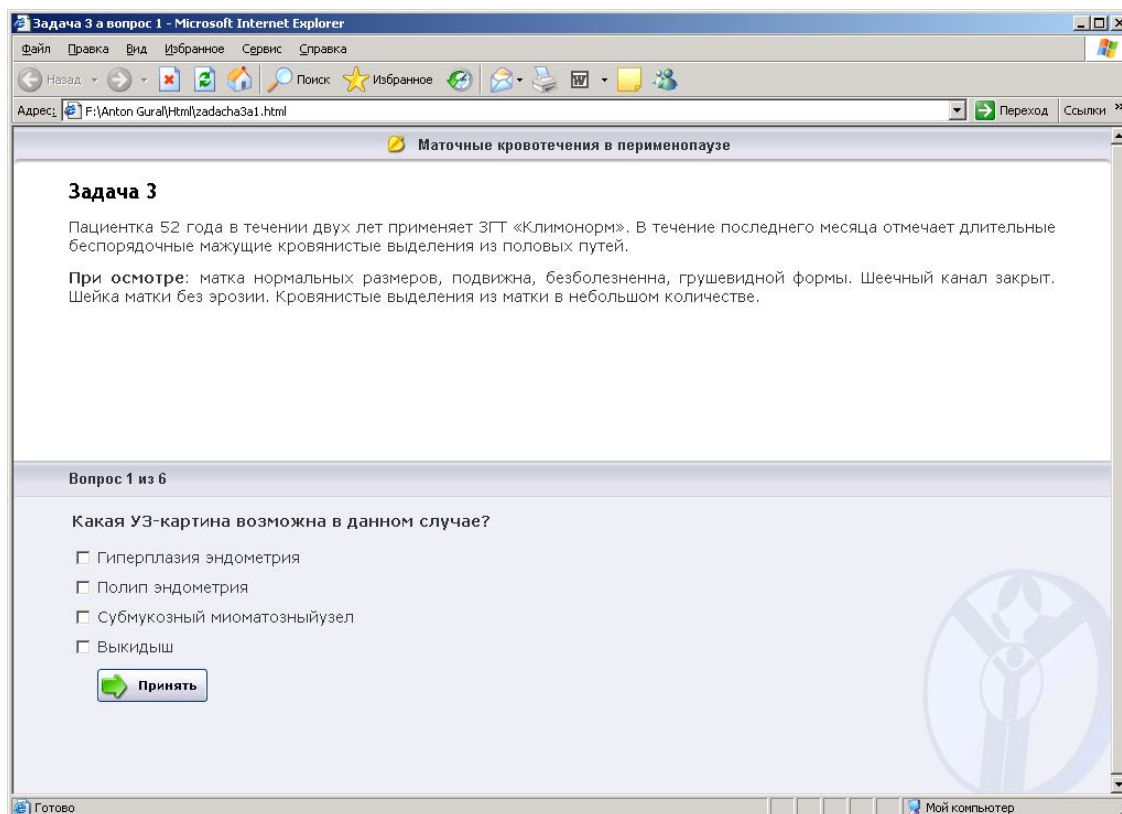 Задача 3 а вопрос 1 - Microsoft Internet Explorer
Файл Правка Вид Избранное Сервис Справка
Назад Поиск Избранное
Адрес: F:\Anton Gural\Html\zadacha3a1.html Переход Ссылки »
Маточные кровотечения в перименопаузе
Задача 3
Пациентка 52 года в течении двух лет применяет ЗГТ «Климонорм». В течение последнего месяца отмечает длительные
беспорядочные мажущие кровянистые выделения из половых путей.
При осмотре: матка нормальных размеров, подвижна, безболезненна, грушевидной формы. Шеечный канал закрыт.
Шейка матки без эрозии. Кровянистые выделения из матки в небольшом количестве.
Вопрос 1 из 6
Какая УЗ-картина возможна в данном случае?
Гиперплазия эндометрия
Полип эндометрия
Субмукозный миоматозныйузел
Выкидыш
Принять
Готово Мой компьютер